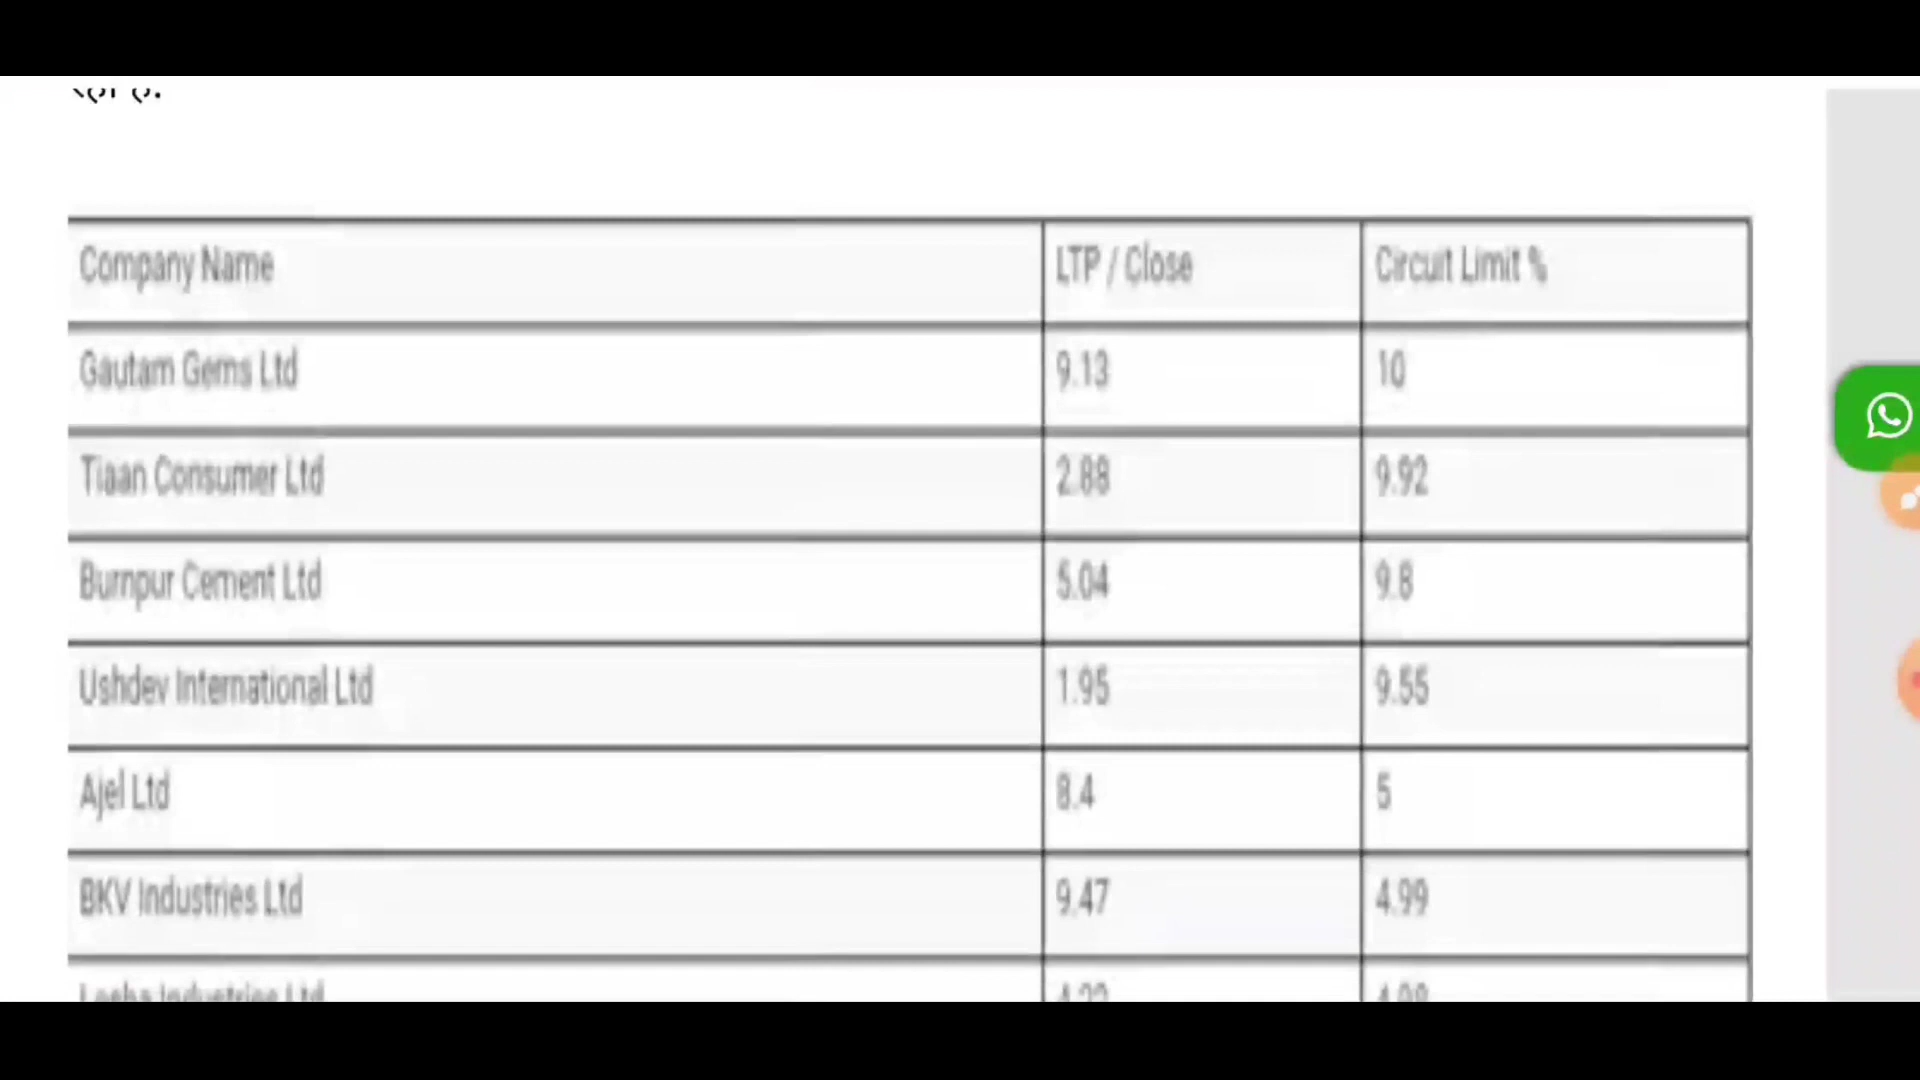 Company Name LTP / Close Circuit Limit %
Gautam Gems Ltd 9.13 10
Tiaan Consumer Ltd 2.88 9.92
Burnpur Cement Ltd 5.04 9.8
Ushdev International Ltd 1.95 9.55
Ajel Ltd 8.4 5
BKV Industries Ltd 9.47 4.99
Industries Ltd